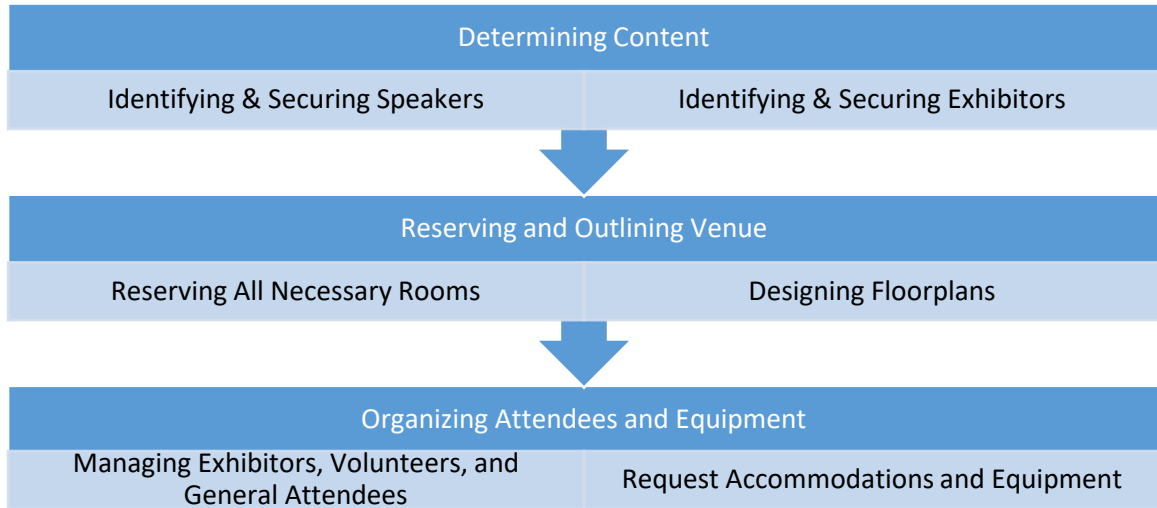 Determining Content
Identifying & Securing Speakers
Identifying & Securing Exhibitors
Reserving and Outlining Venue
Reserving All Necessary Rooms
Designing Floorplans
Organizing Attendees and Equipment
Managing Exhibitors, Volunteers, and
General Attendees
Request Accommodations and Equipment